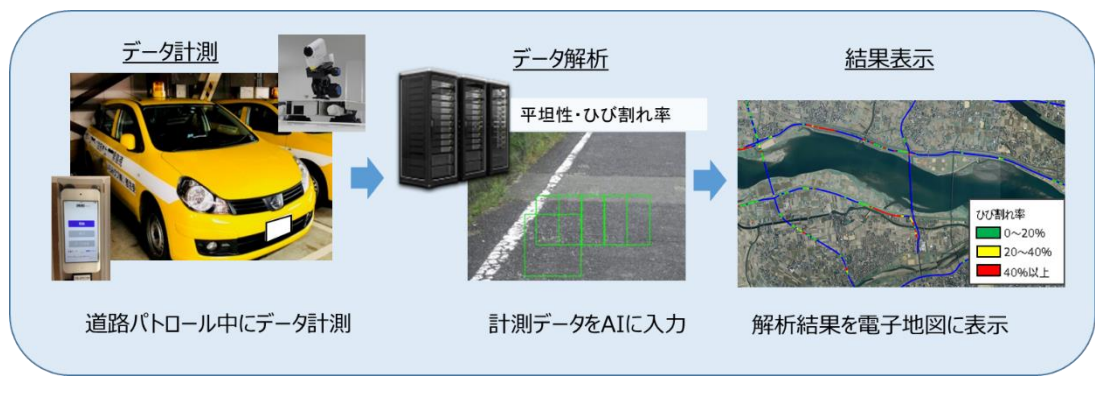 データ計測
データ解析
結果表示
平坦性・ひび割れ率
ひび割れ率
0～20%
20～40%
40%以上
道路パトロール中にデータ計測
計測データをAIに入力
解析結果を電子地図に表示